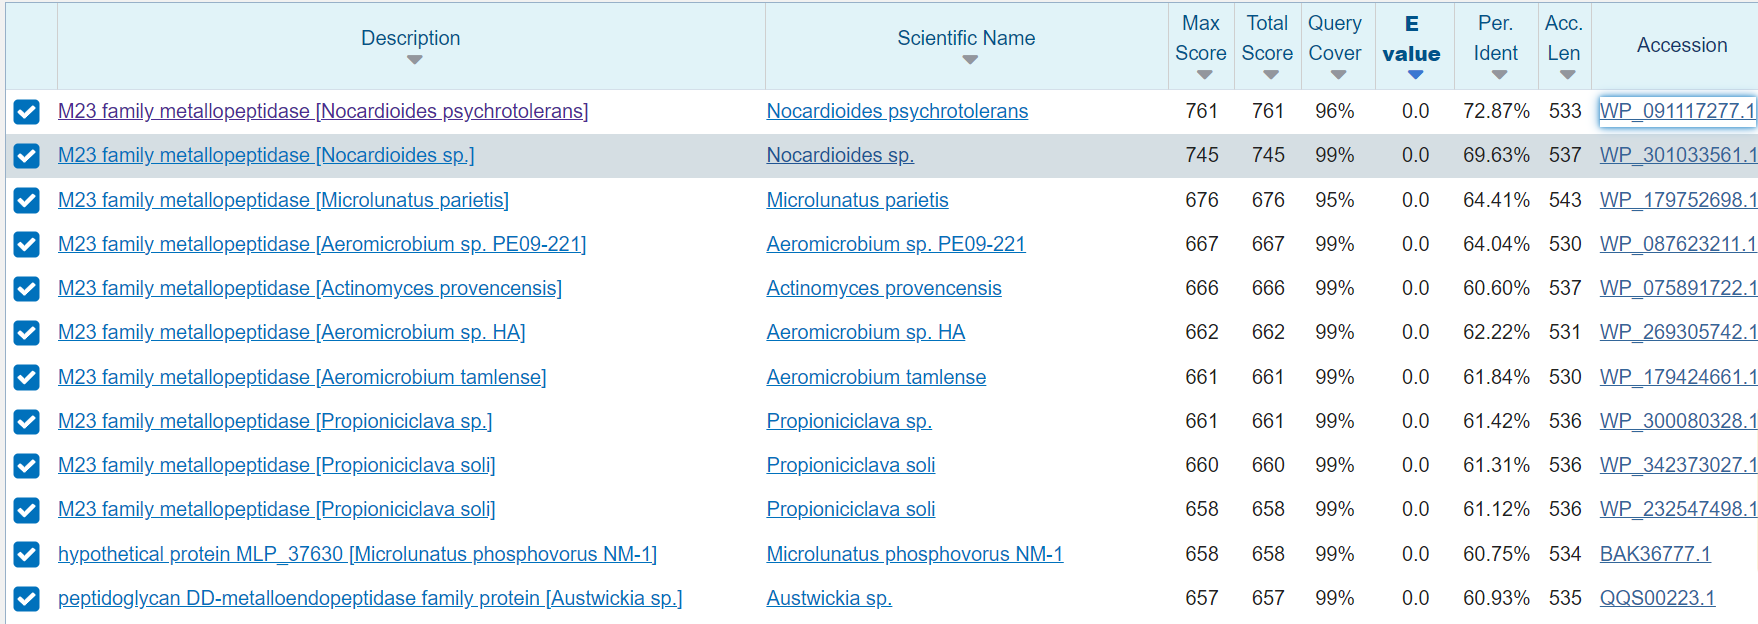 Description Scientific Name Max Score Total Score Query Cover E value Per. Ident Acc. Len Accession
M23 family metallopeptidase [Nocardioides psychrotolerans] Nocardioides psychrotolerans 761 761 96% 0.0 72.87% 533 WP_091117277.1
M23 family metallopeptidase [Nocardioides sp.] Nocardioides sp. 745 745 99% 0.0 69.63% 537 WP_301033561.1
M23 family metallopeptidase [Microlunatus parietis] Microlunatus parietis 676 676 95% 0.0 64.41% 543 WP_179752698.1
M23 family metallopeptidase [Aeromicrobium sp. PE09-221] Aeromicrobium sp. PE09-221 667 667 99% 0.0 64.04% 530 WP_087623211.1
M23 family metallopeptidase [Actinomyces provencensis] Actinomyces provencensis 666 666 99% 0.0 60.60% 537 WP_075891722.1
M23 family metallopeptidase [Aeromicrobium sp. HA] Aeromicrobium sp. HA 662 662 99% 0.0 62.22% 531 WP_269305742.1
M23 family metallopeptidase [Aeromicrobium tamlense] Aeromicrobium tamlense 661 661 99% 0.0 61.84% 530 WP_179424661.1
M23 family metallopeptidase [Propioniciclava sp.] Propioniciclava sp. 661 661 99% 0.0 61.42% 536 WP_300080328.1
M23 family metallopeptidase [Propioniciclava soli] Propioniciclava soli 660 660 99% 0.0 61.31% 536 WP_342373027.1
M23 family metallopeptidase [Propioniciclava soli] Propioniciclava soli 658 658 99% 0.0 61.12% 536 WP_232547498.1
hypothetical protein MLP_37630 [Microlunatus phosphovorus NM-1] Microlunatus phosphovorus NM-1 658 658 99% 0.0 60.75% 534 BAK36777.1
peptidoglycan DD-metalloendopeptidase family protein [Austwickia sp.] Austwickia sp. 657 657 99% 0.0 60.93% 535 QQS00223.1